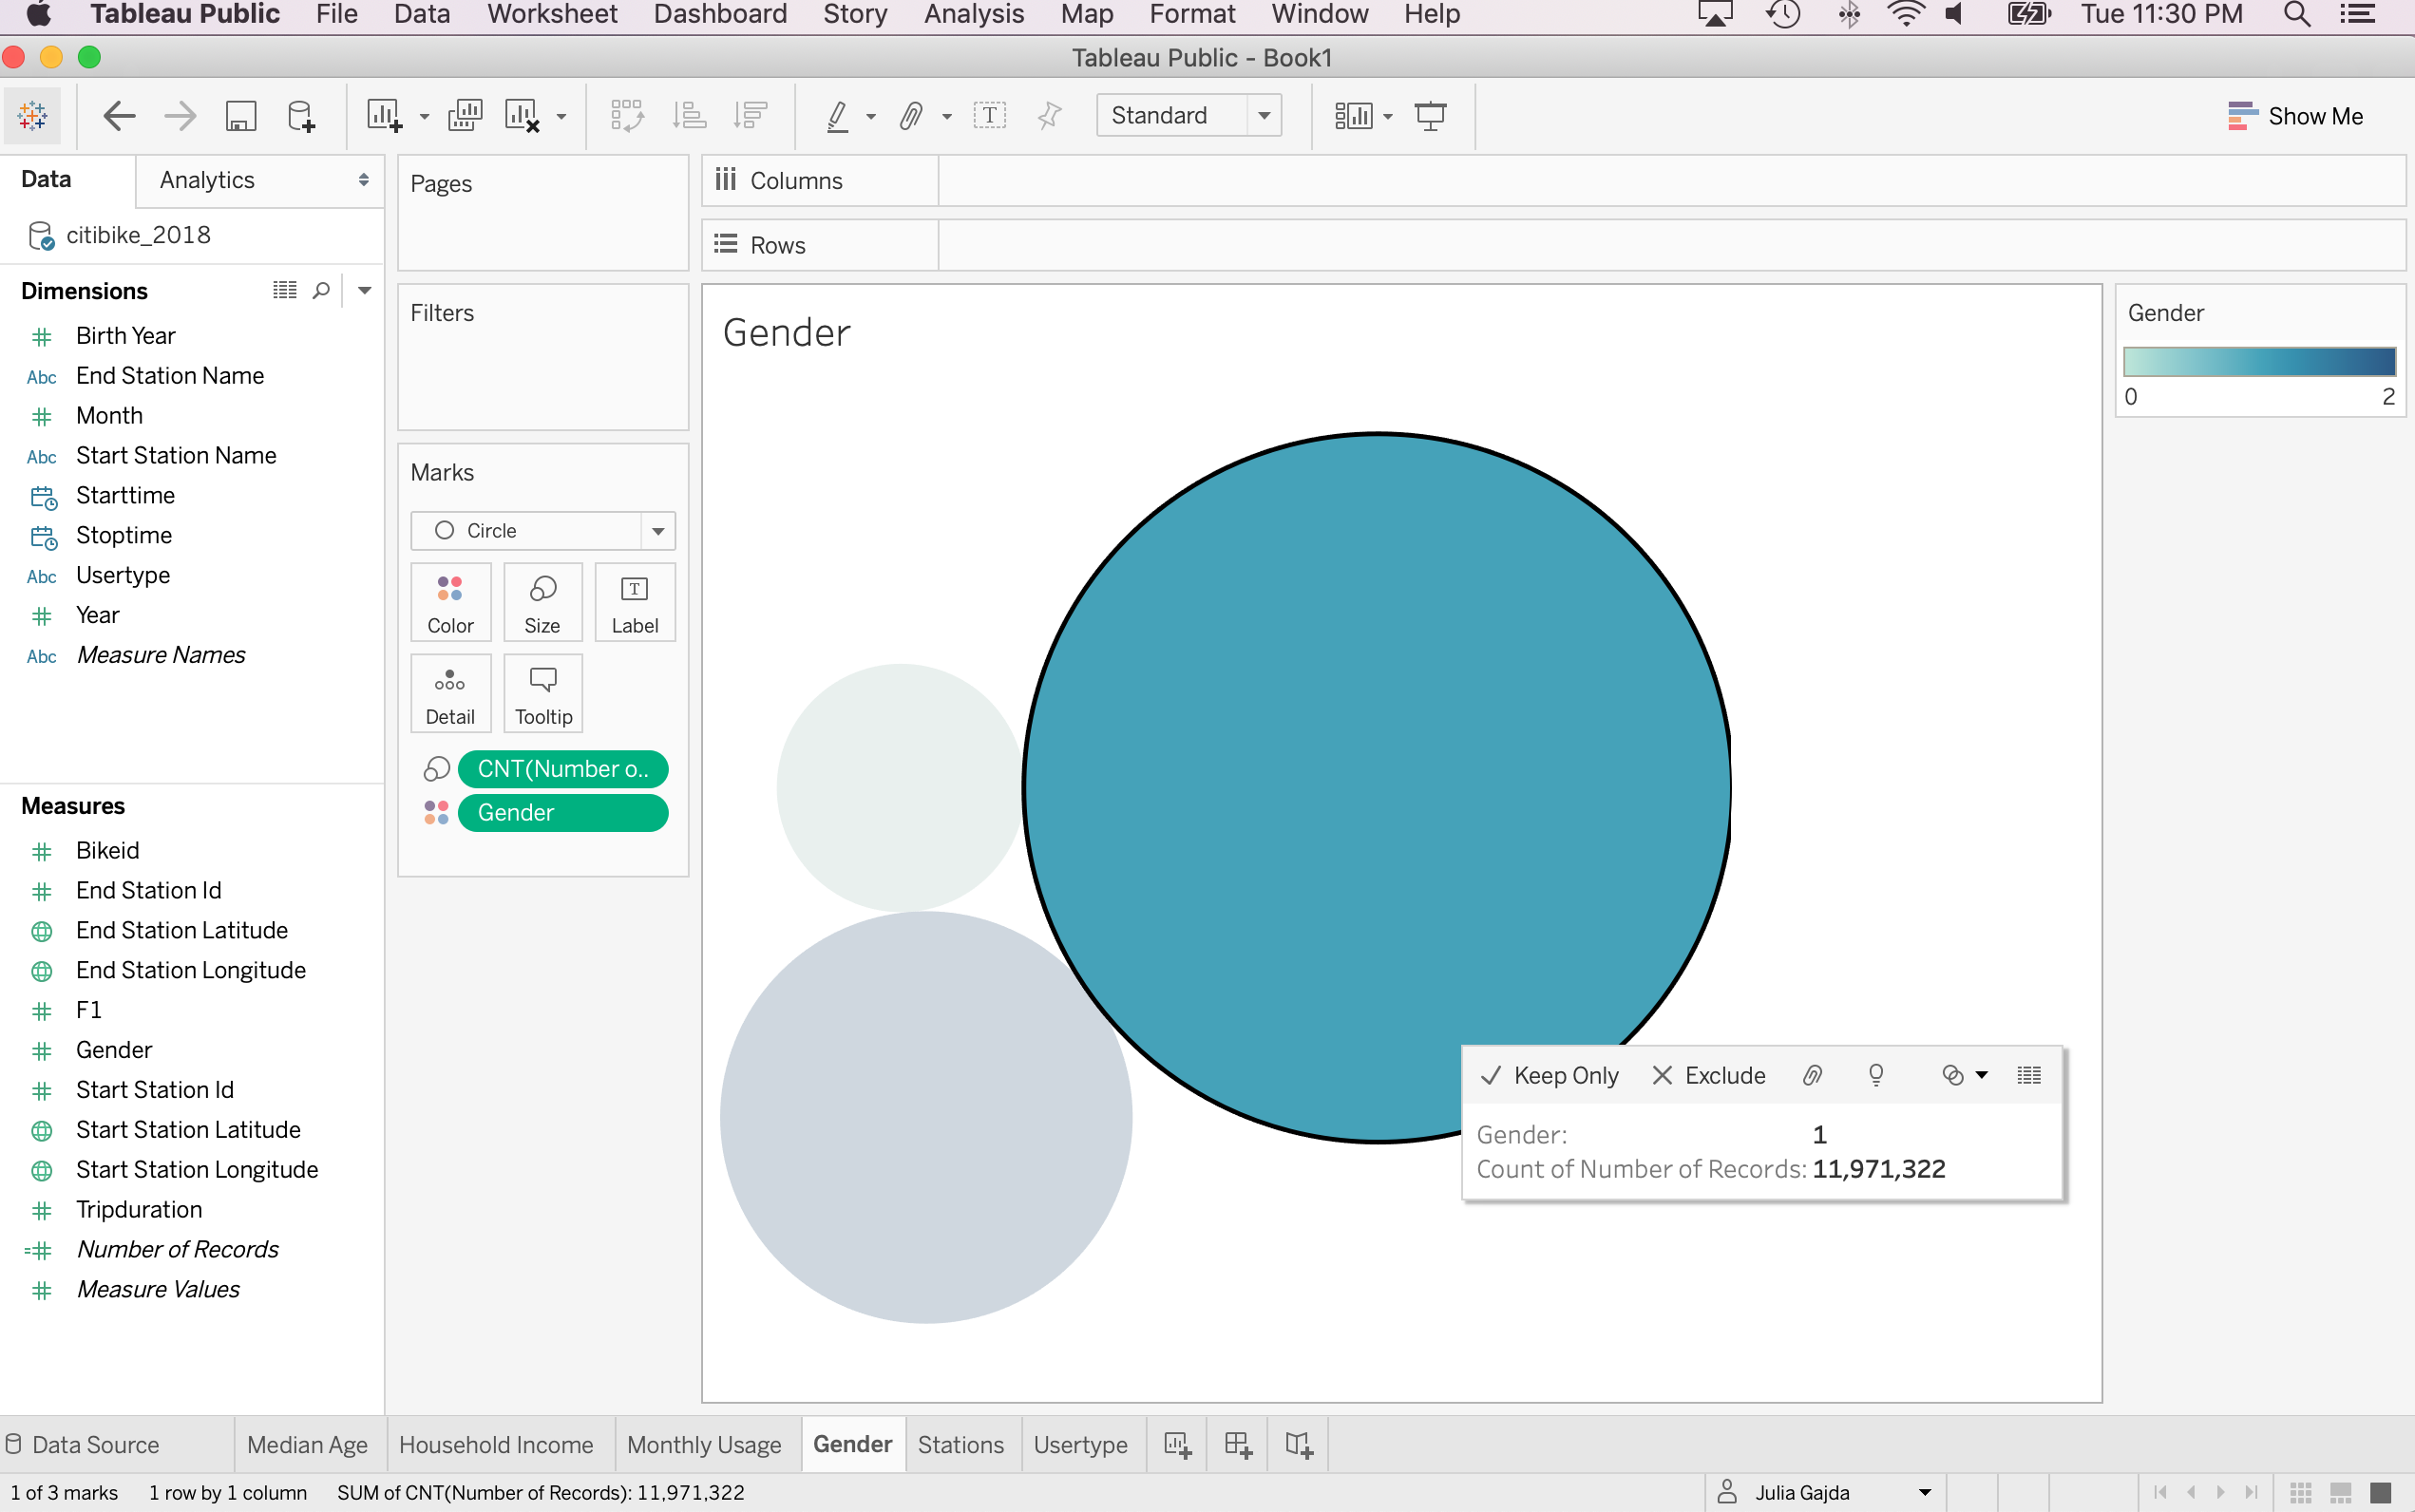 Tableau Public File Data Worksheet Dashboard Story Analysis Map Format Window Help Tue 11:30 PM
Tableau Public - Book1
Standard
Show Me
Data
Analytics
citibike_2018
Dimensions
# Birth Year
Abc End Station Name
# Month
Abc Start Station Name
Starttime
Stoptime
Abc Usertype
# Year
Abc Measure Names
Measures
# Bikeid
# End Station Id
End Station Latitude
End Station Longitude
# F1
# Gender
# Start Station Id
Start Station Latitude
Start Station Longitude
# Tripduration
=# Number of Records
# Measure Values
Pages
Filters
Marks
Circle
Color
Size
T
Label
Detail
Tooltip
CNT(Number o..
Gender
Columns
Rows
Gender
Keep Only
Exclude
Gender: 1
Count of Number of Records: 11,971,322
Gender
0 2
Data Source
Median Age
Household Income
Monthly Usage
Gender
Stations
Usertype
1 of 3 marks
1 row by 1 column
SUM of CNT(Number of Records): 11,971,322
Julia Gajda